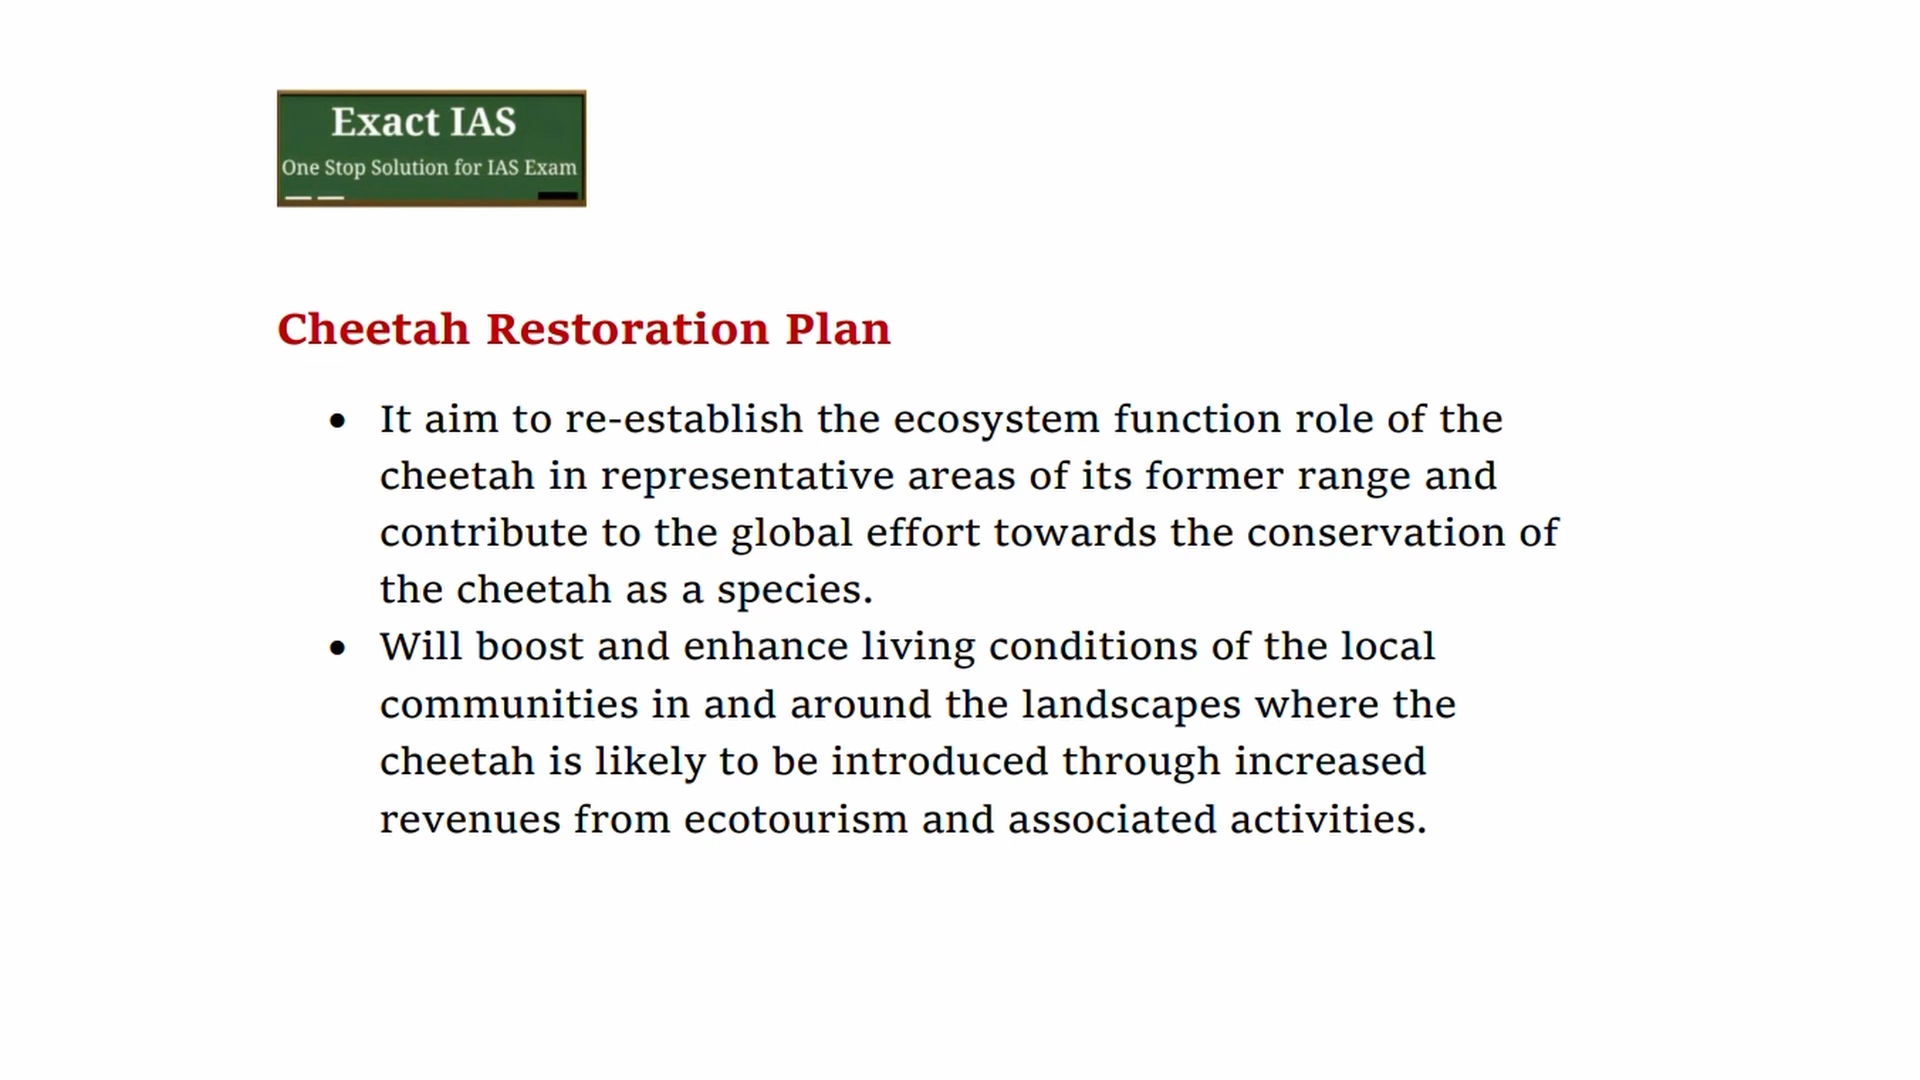 Exact IAS
One Stop Solution for IAS Exam
Cheetah Restoration Plan
• It aim to re-establish the ecosystem function role of the
cheetah in representative areas of its former range and
contribute to the global effort towards the conservation of
the cheetah as a species.
• Will boost and enhance living conditions of the local
communities in and around the landscapes where the
cheetah is likely to be introduced through increased
revenues from ecotourism and associated activities.